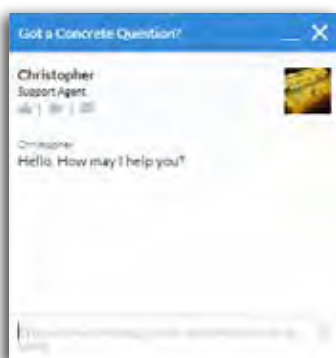 Got a Concrete Question?
Christopher
Support Agent
Christopher
Hello. How may I help you?